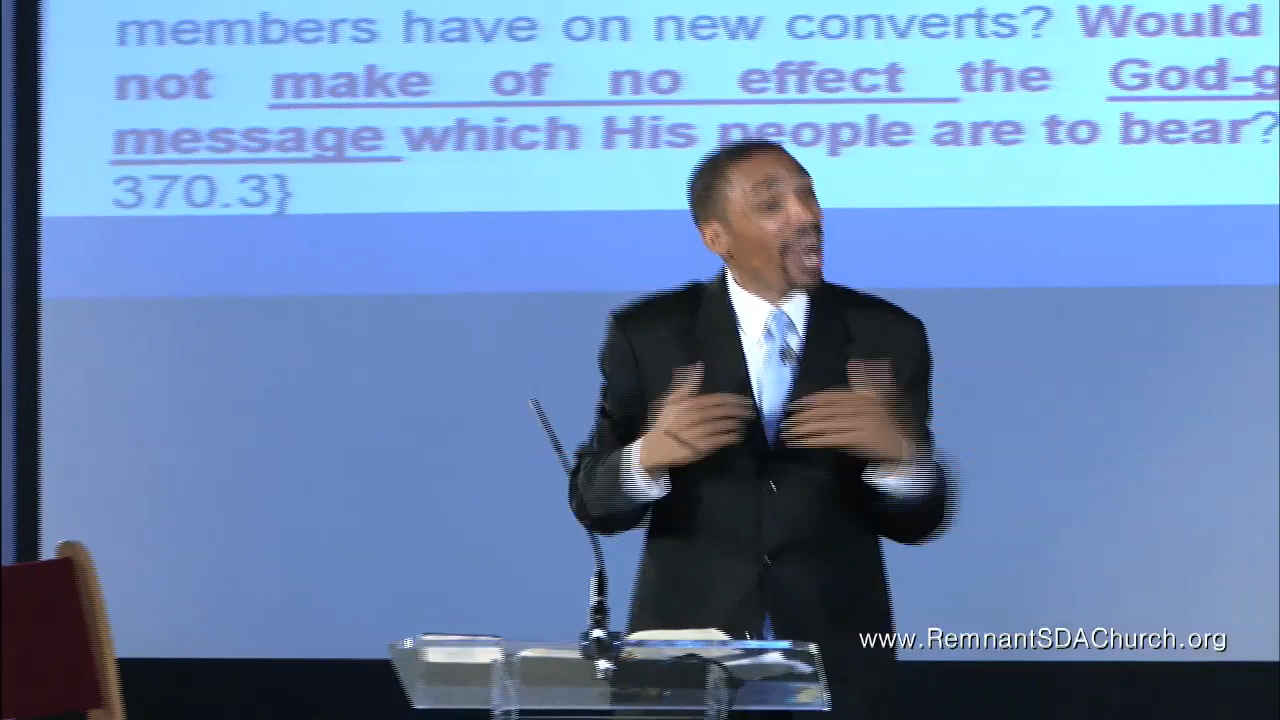 members have on new converts? Would
not make of no effect the God-g
message which His people are to bear?
370.3}
www.RemnantSDAChurch.org